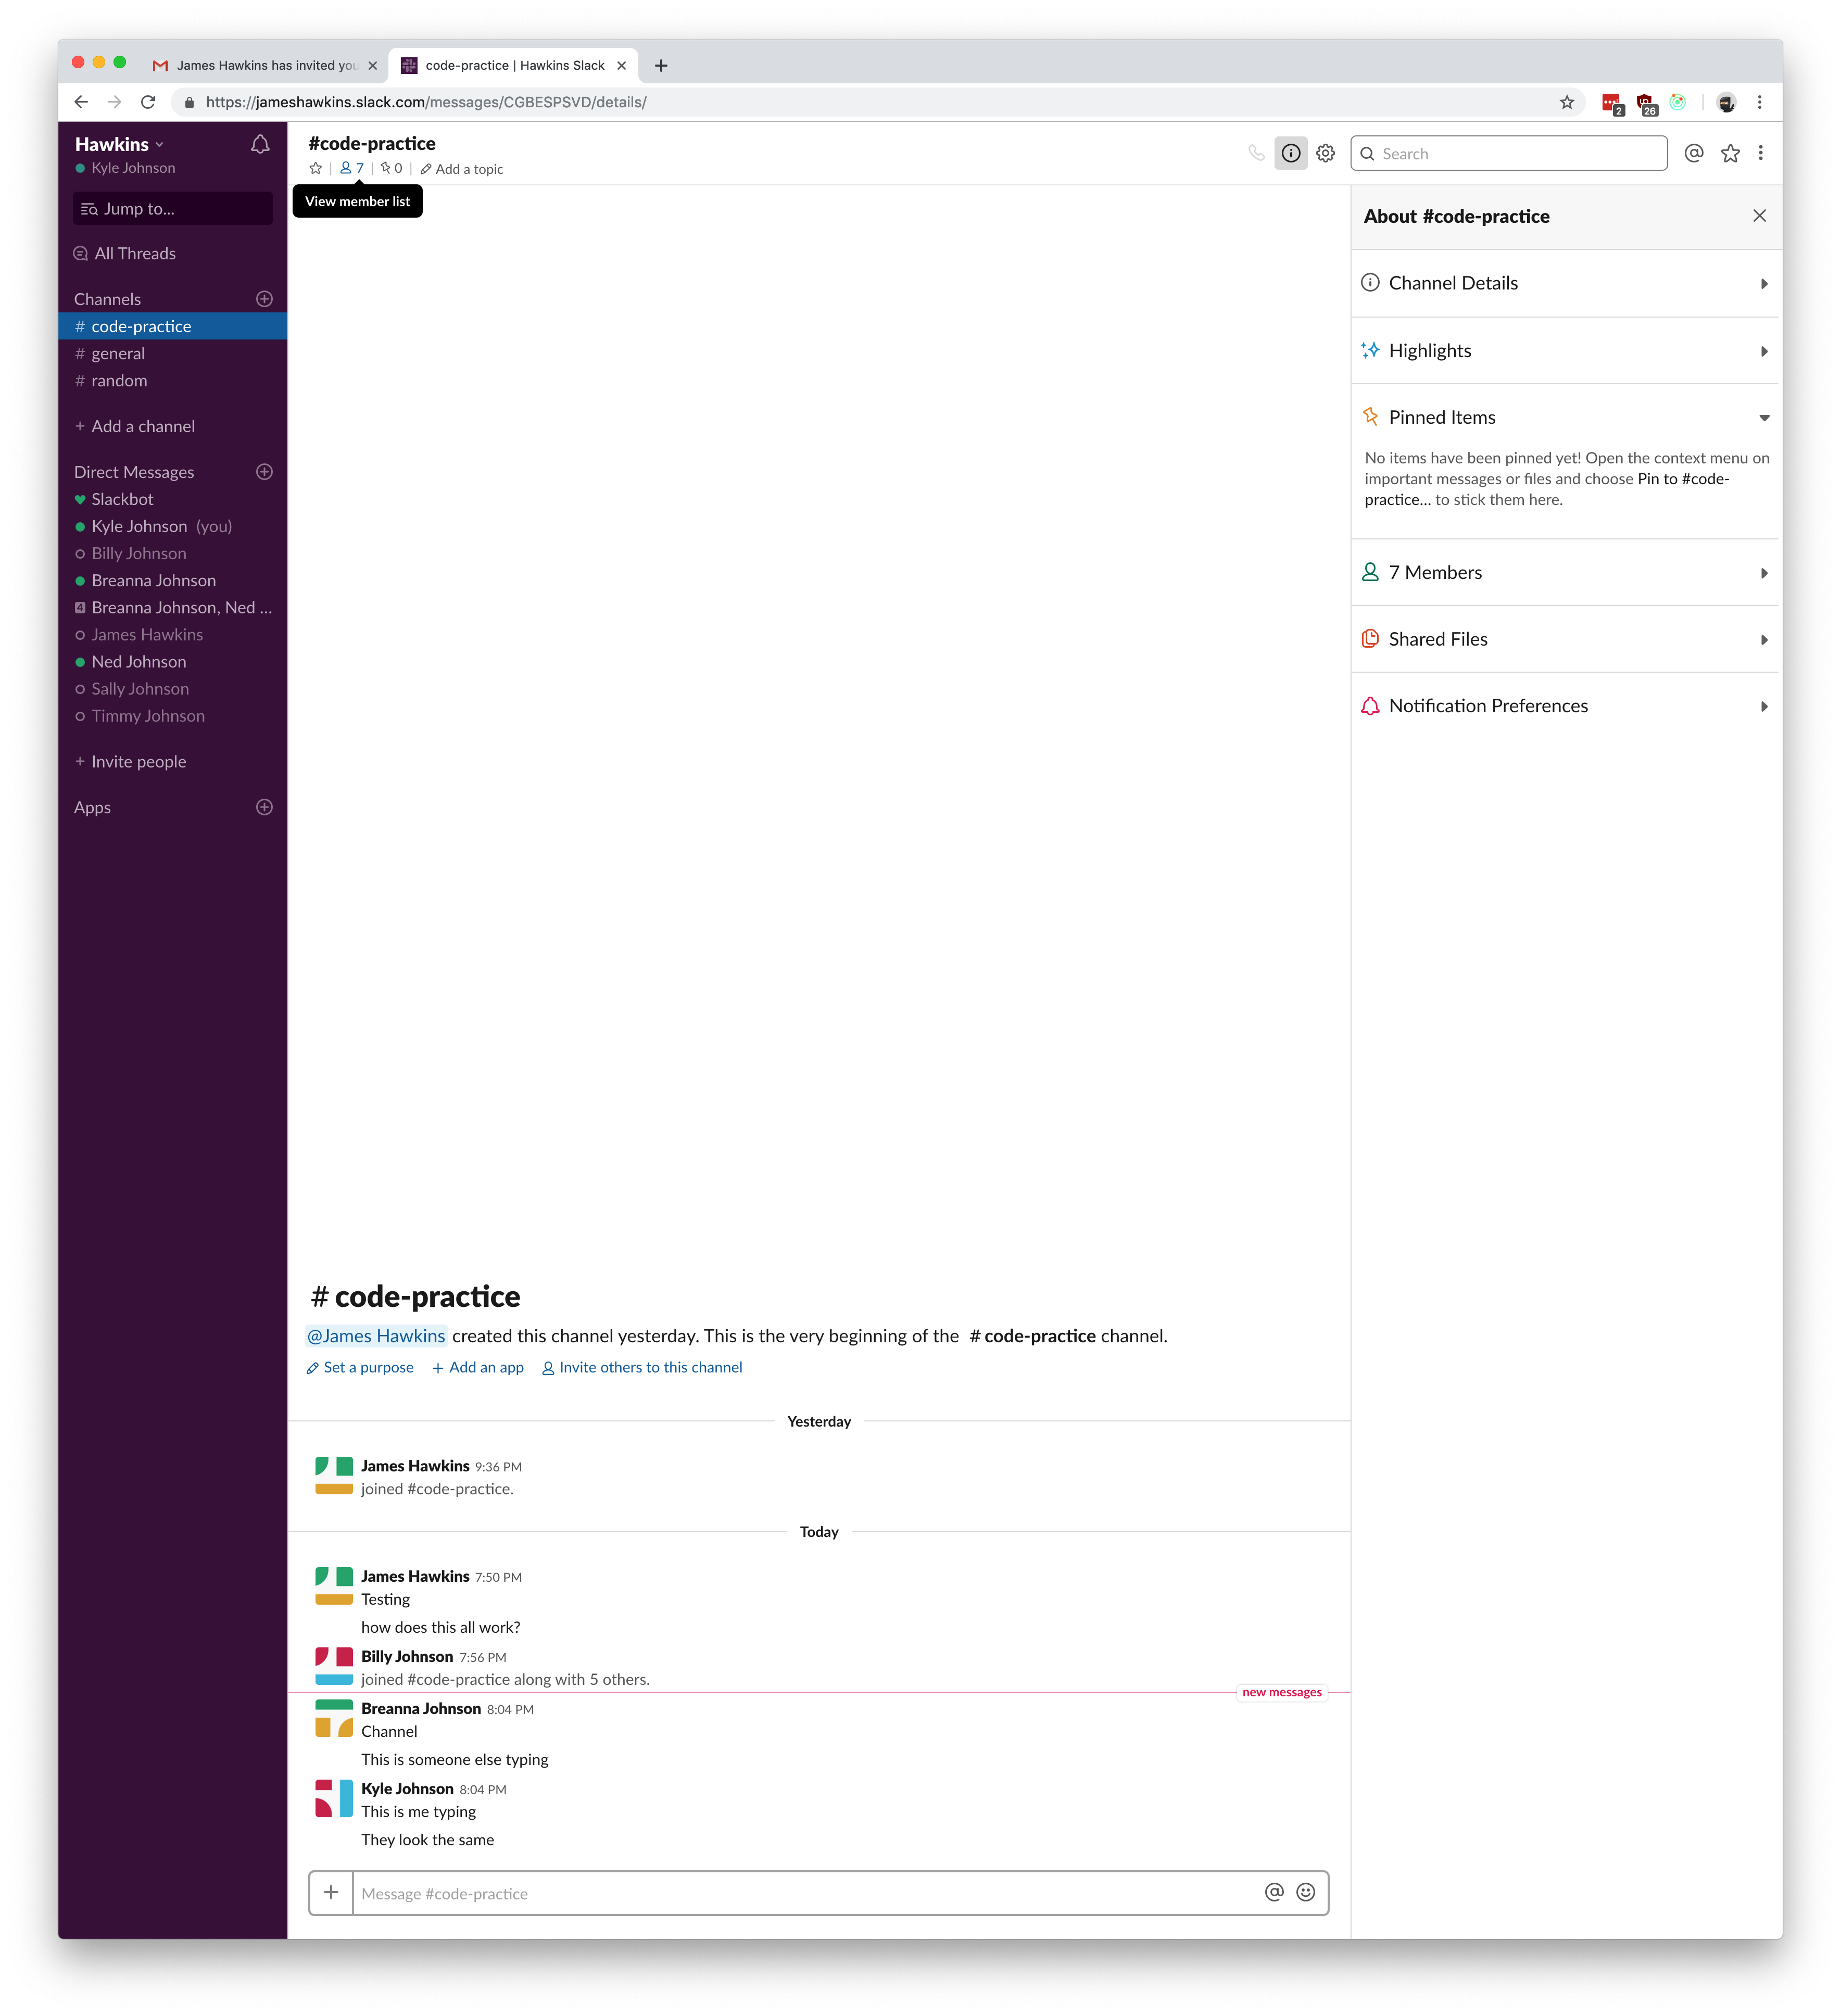 James Hawkins has invited you
code-practice | Hawkins Slack
https://jameshawkins.slack.com/messages/CGBESPSVD/details/
2
26
Hawkins
Kyle Johnson
Jump to...
All Threads
Channels
# code-practice
# general
# random
+ Add a channel
Direct Messages
Slackbot
Kyle Johnson (you)
Billy Johnson
Breanna Johnson
4 Breanna Johnson, Ned ...
James Hawkins
Ned Johnson
Sally Johnson
Timmy Johnson
+ Invite people
Apps
#code-practice
7 | 0 | Add a topic
View member list
Search
About #code-practice
Channel Details
Highlights
Pinned Items
No items have been pinned yet! Open the context menu on
important messages or files and choose Pin to #code-
practice... to stick them here.
7 Members
Shared Files
Notification Preferences
# code-practice
@James Hawkins created this channel yesterday. This is the very beginning of the # code-practice channel.
Set a purpose + Add an app Invite others to this channel
Yesterday
James Hawkins 9:36 PM
joined #code-practice.
Today
James Hawkins 7:50 PM
Testing
how does this all work?
Billy Johnson 7:56 PM
joined #code-practice along with 5 others.
new messages
Breanna Johnson 8:04 PM
Channel
This is someone else typing
Kyle Johnson 8:04 PM
This is me typing
They look the same
Message #code-practice